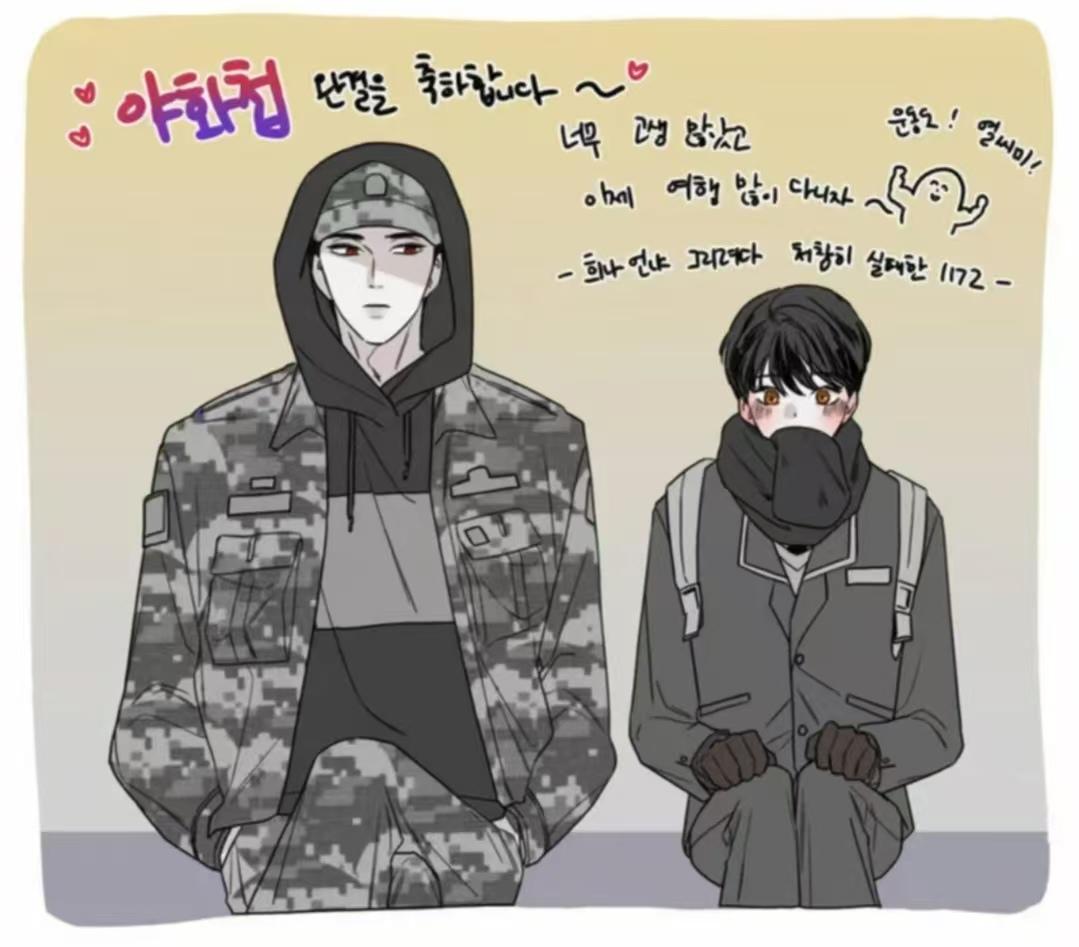 야화첩 완결을 축하합니다~
너무 고생 많았고
이제 여행 많이 다니자~
운동도! 열씨미!
- 희나 언냐 그리려다 처참히 실패한 1172 -